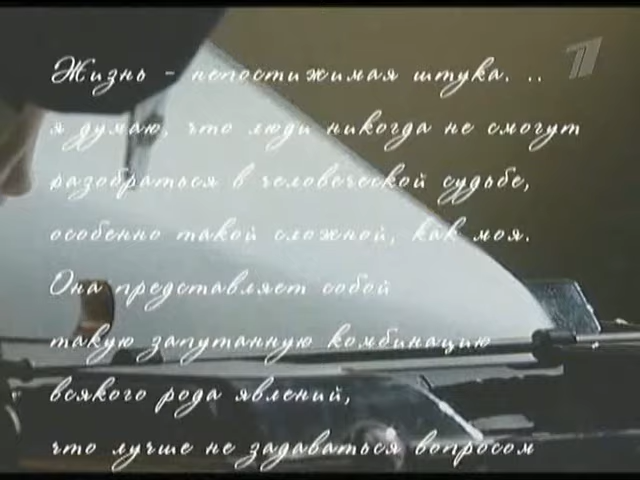 1
Жизнь - непостижимая штука. ..
я думаю, что люди никогда не смогут
разобраться в человеческой судьбе,
особенно такой сложной, как моя.
Она представляет собой
такую запутанную комбинацию
всякого рода явлений,
что лучше не задаваться вопросом